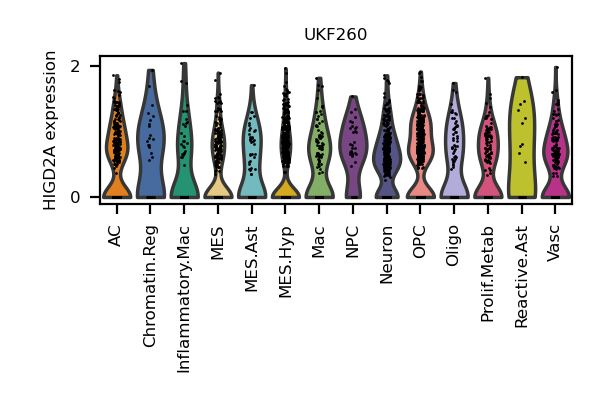 UKF260
HIGD2A expression
2
0
AC
Chromatin.Reg
Inflammatory.Mac
MES
MES.Ast
MES.Hyp
Mac
NPC
Neuron
OPC
Oligo
Prolif.Metab
Reactive.Ast
Vasc